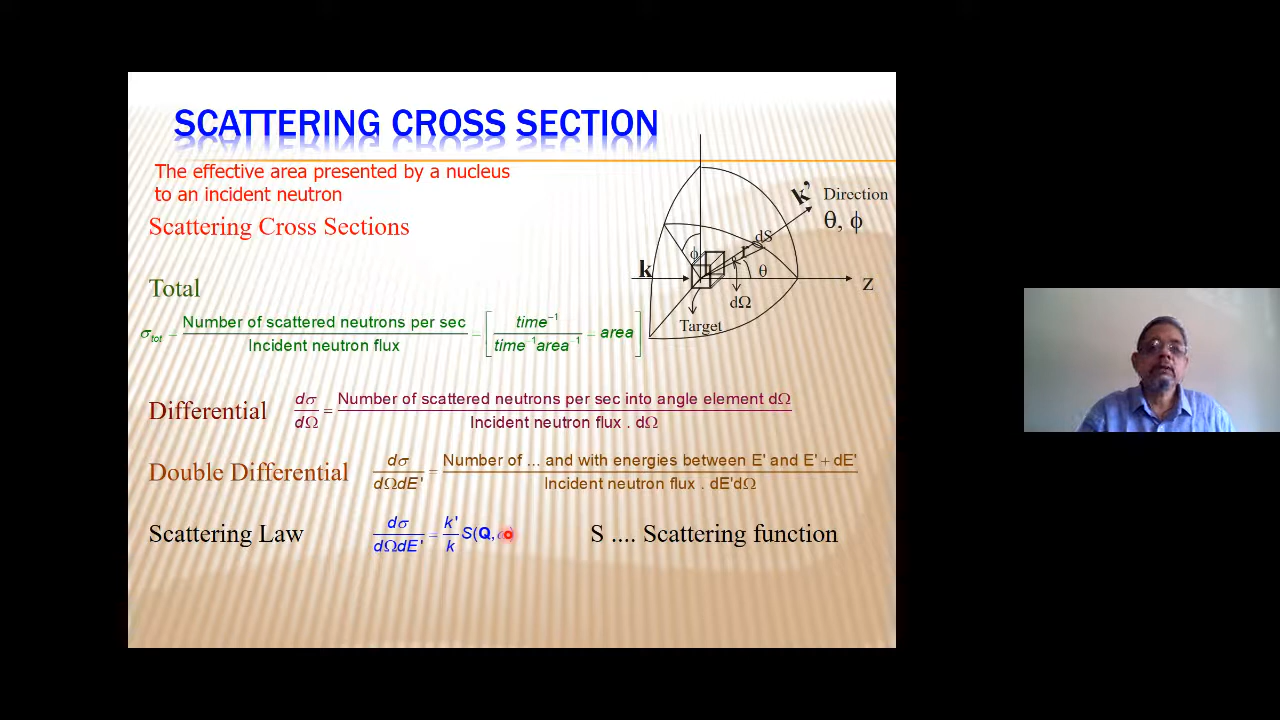 SCATTERING CROSS SECTION
The effective area presented by a nucleus
to an incident neutron
Scattering Cross Sections
k’
Direction
θ, ϕ
dS
r
ϕ
k
θ
Z
dΩ
Target
Total
σtot = Number of scattered neutrons per sec / Incident neutron flux = [ time⁻¹ / time⁻¹area⁻¹ = area ]
Differential
dσ / dΩ = Number of scattered neutrons per sec into angle element dΩ / Incident neutron flux . dΩ
Double Differential
dσ / dΩdE' = Number of ... and with energies between E' and E' + dE' / Incident neutron flux . dE'dΩ
Scattering Law
dσ / dΩdE' = k' / k S(Q,
S .... Scattering function